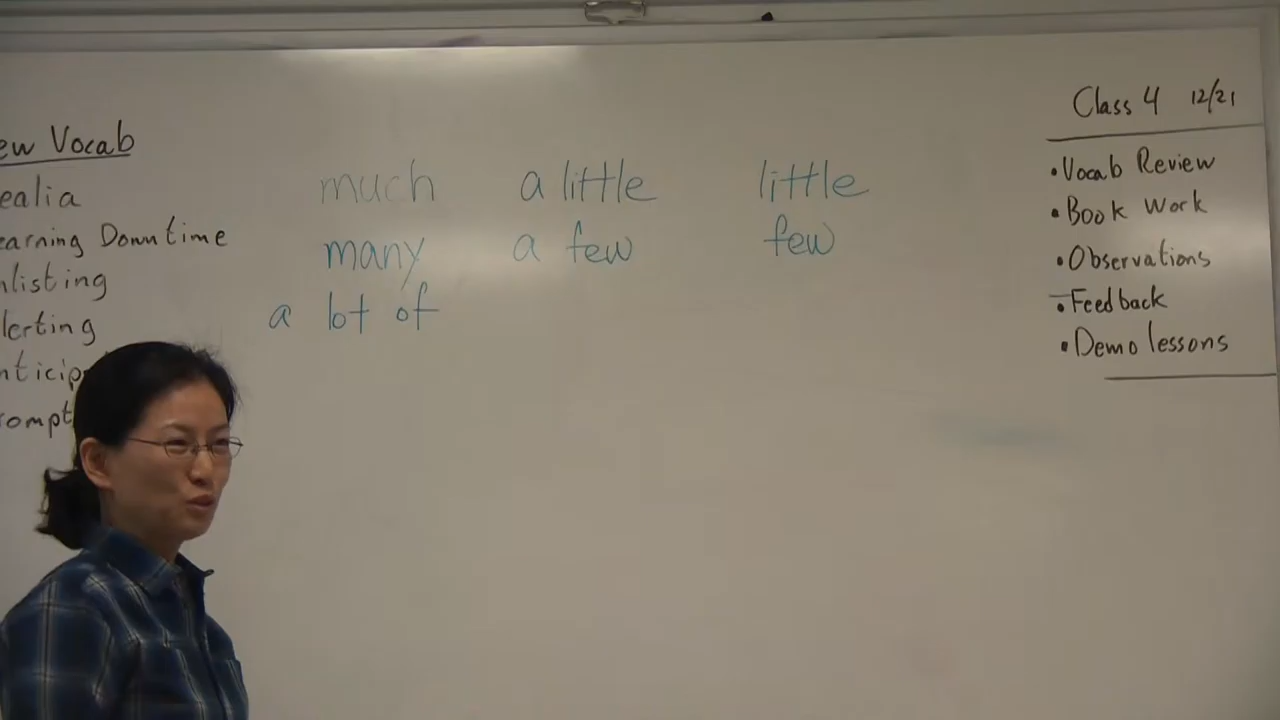 ew Vocab
ealia
earning Downtime
nlisting
lerting
nticip
rompt
much a little little
many a few few
a lot of
Class 4 12/21
• Vocab Review
• Book Work
• Observations
• Feedback
• Demo lessons